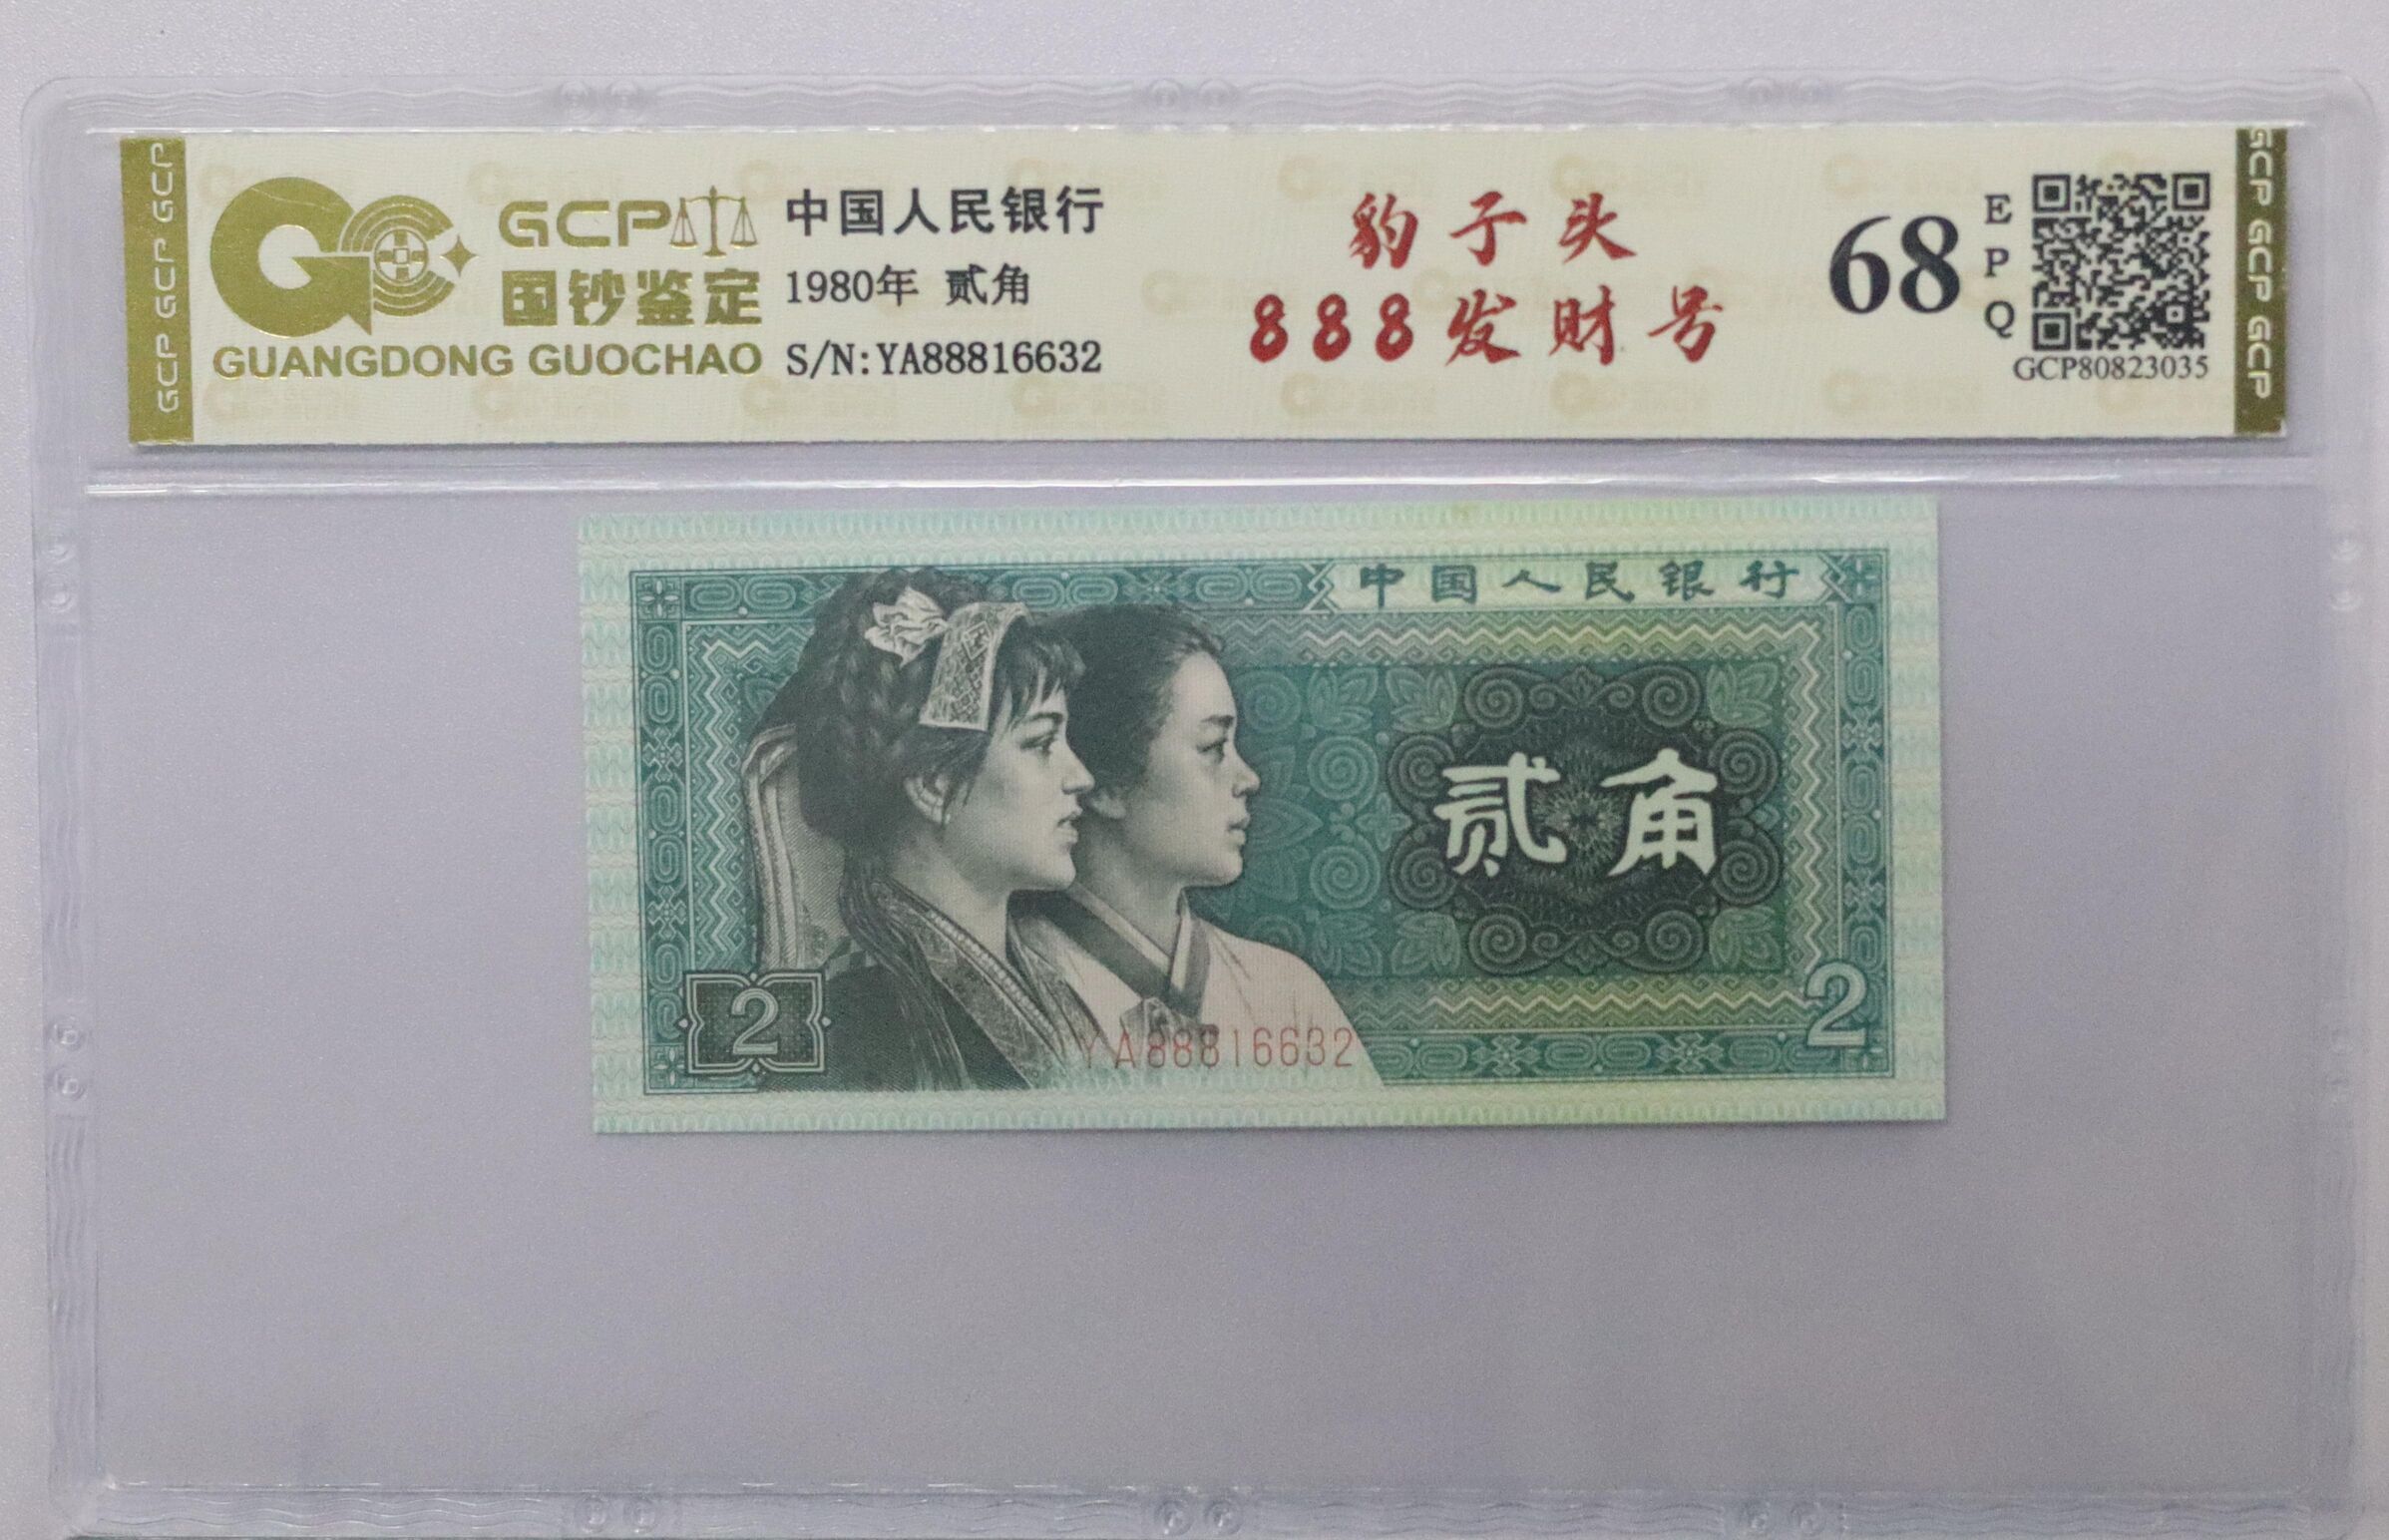 GCP GCP GCP
GCP
国钞鉴定
GUANGDONG GUOCHAO
中国人民银行
1980年 贰角
S/N:YA88816632
豹子头
888发财号
68
EPQ
GCP80823035
GCP GCP GCP
中国人民银行
贰角
2
YA88816632
2